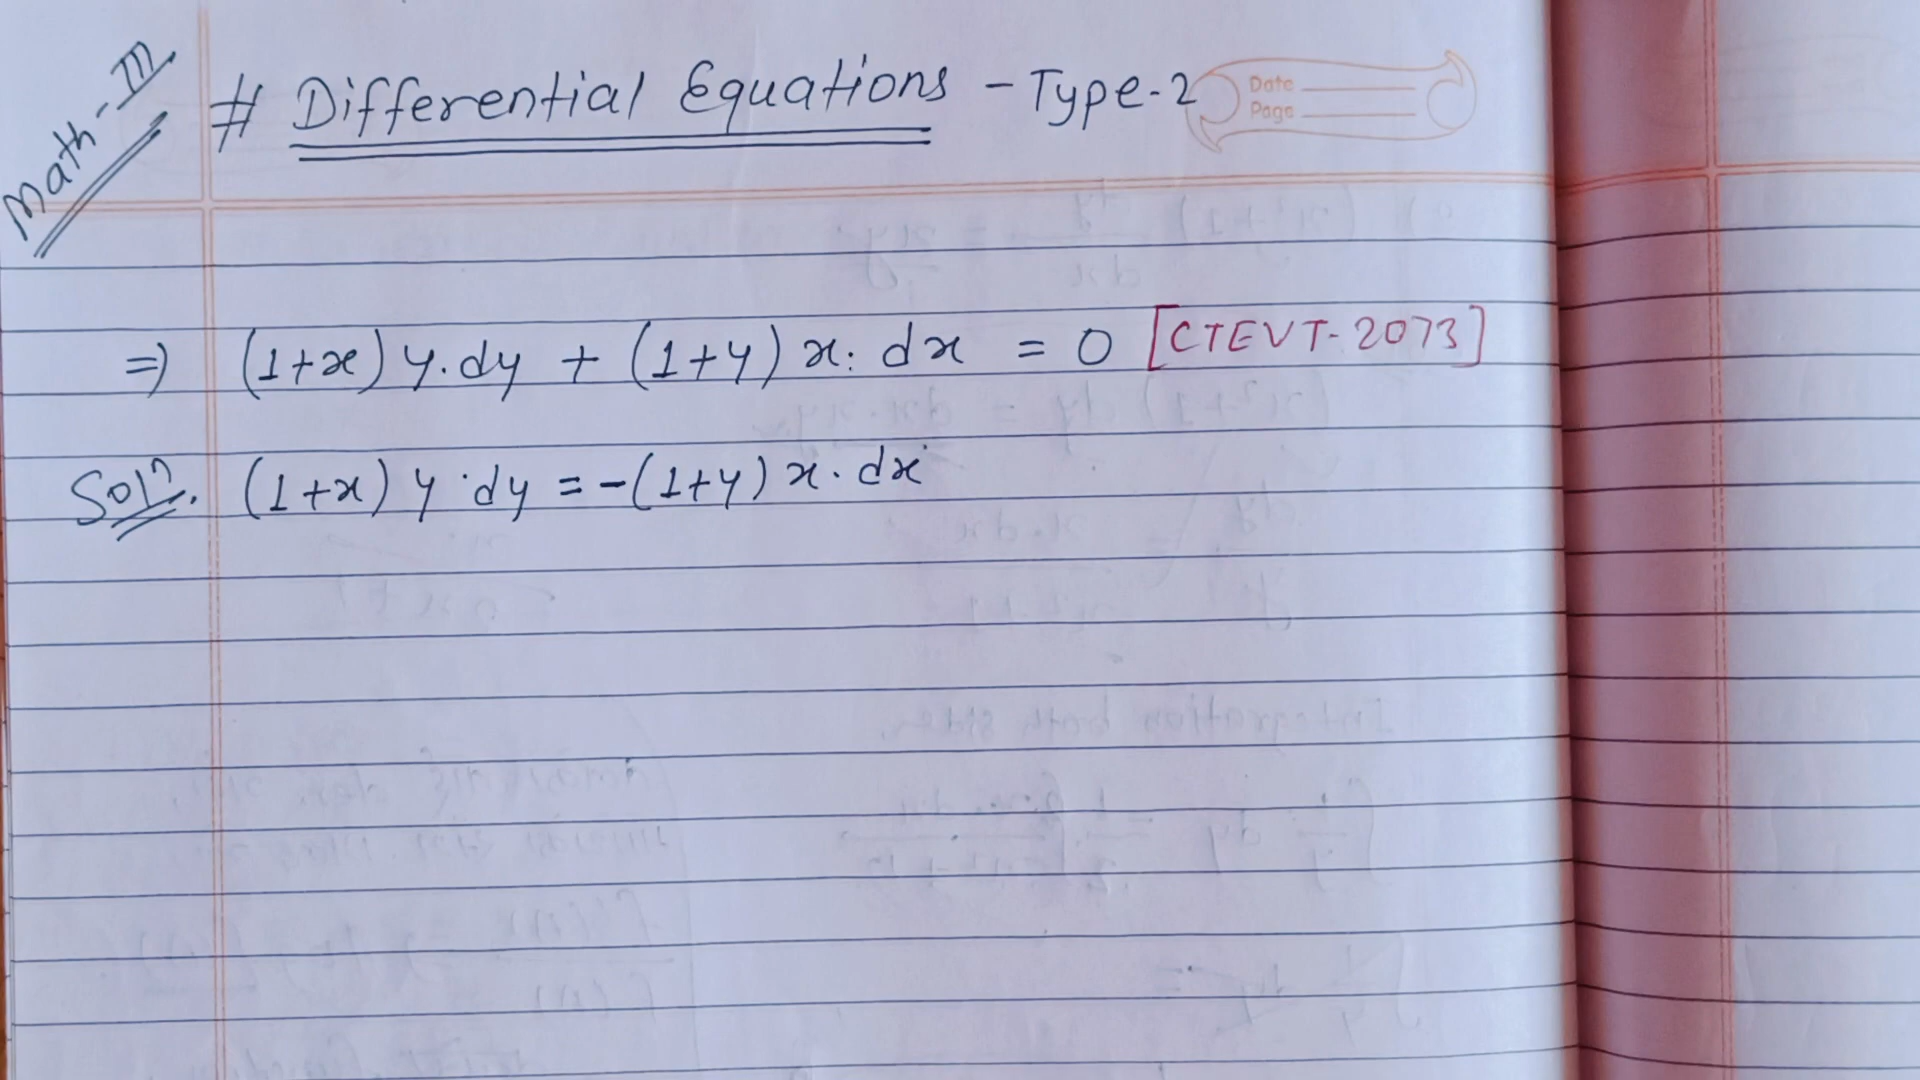 Math-III
# Differential Equations - Type-2
Date
Page
=) (1+x) y.dy + (1+y) x. dx = 0 [CTEVT-2073]
Solⁿ. (1+x) y.dy = -(1+y) x.dx